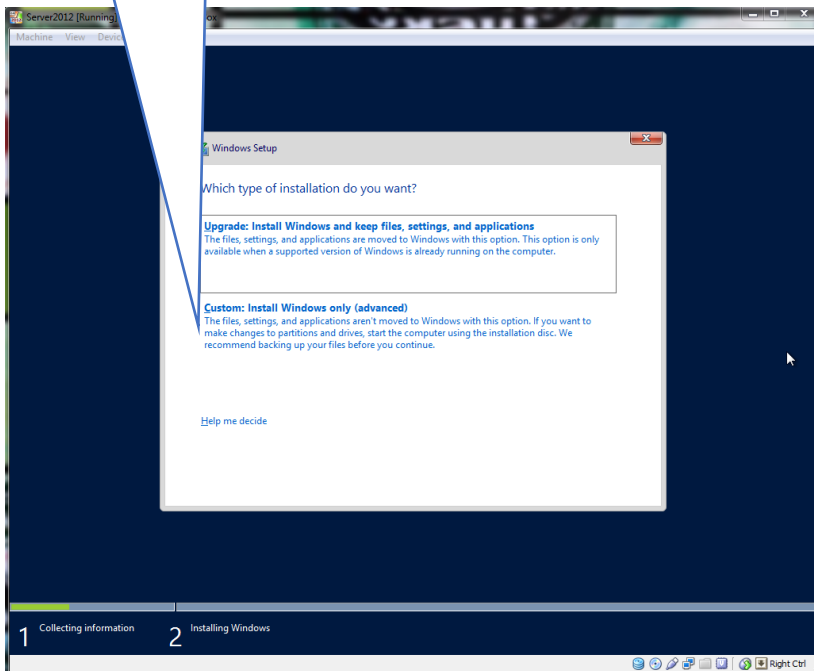 Server2012 [Running]
ox
Machine View
Windows Setup
Which type of installation do you want?
Upgrade: Install Windows and keep files, settings, and applications
The files, settings, and applications are moved to Windows with this option. This option is only
available when a supported version of Windows is already running on the computer.
Custom: Install Windows only (advanced)
The files, settings, and applications aren't moved to Windows with this option. If you want to
make changes to partitions and drives, start the computer using the installation disc. We
recommend backing up your files before you continue.
Help me decide
1 Collecting information 2 Installing Windows
Right Ctrl